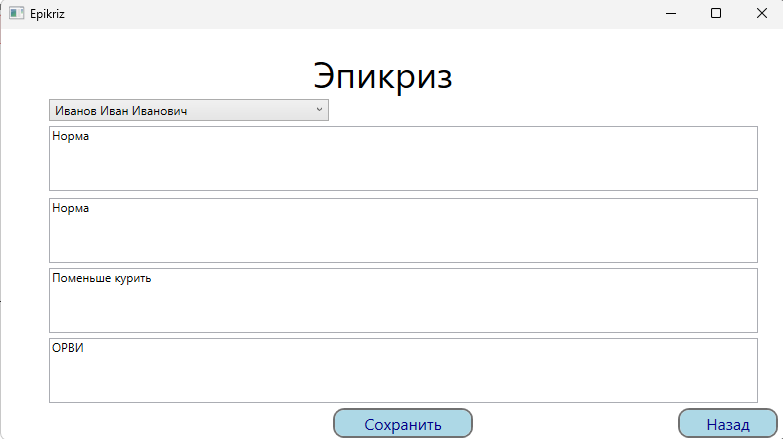 Epikriz
Эпикриз
Иванов Иван Иванович
Норма
Норма
Поменьше курить
ОРВИ
Сохранить
Назад